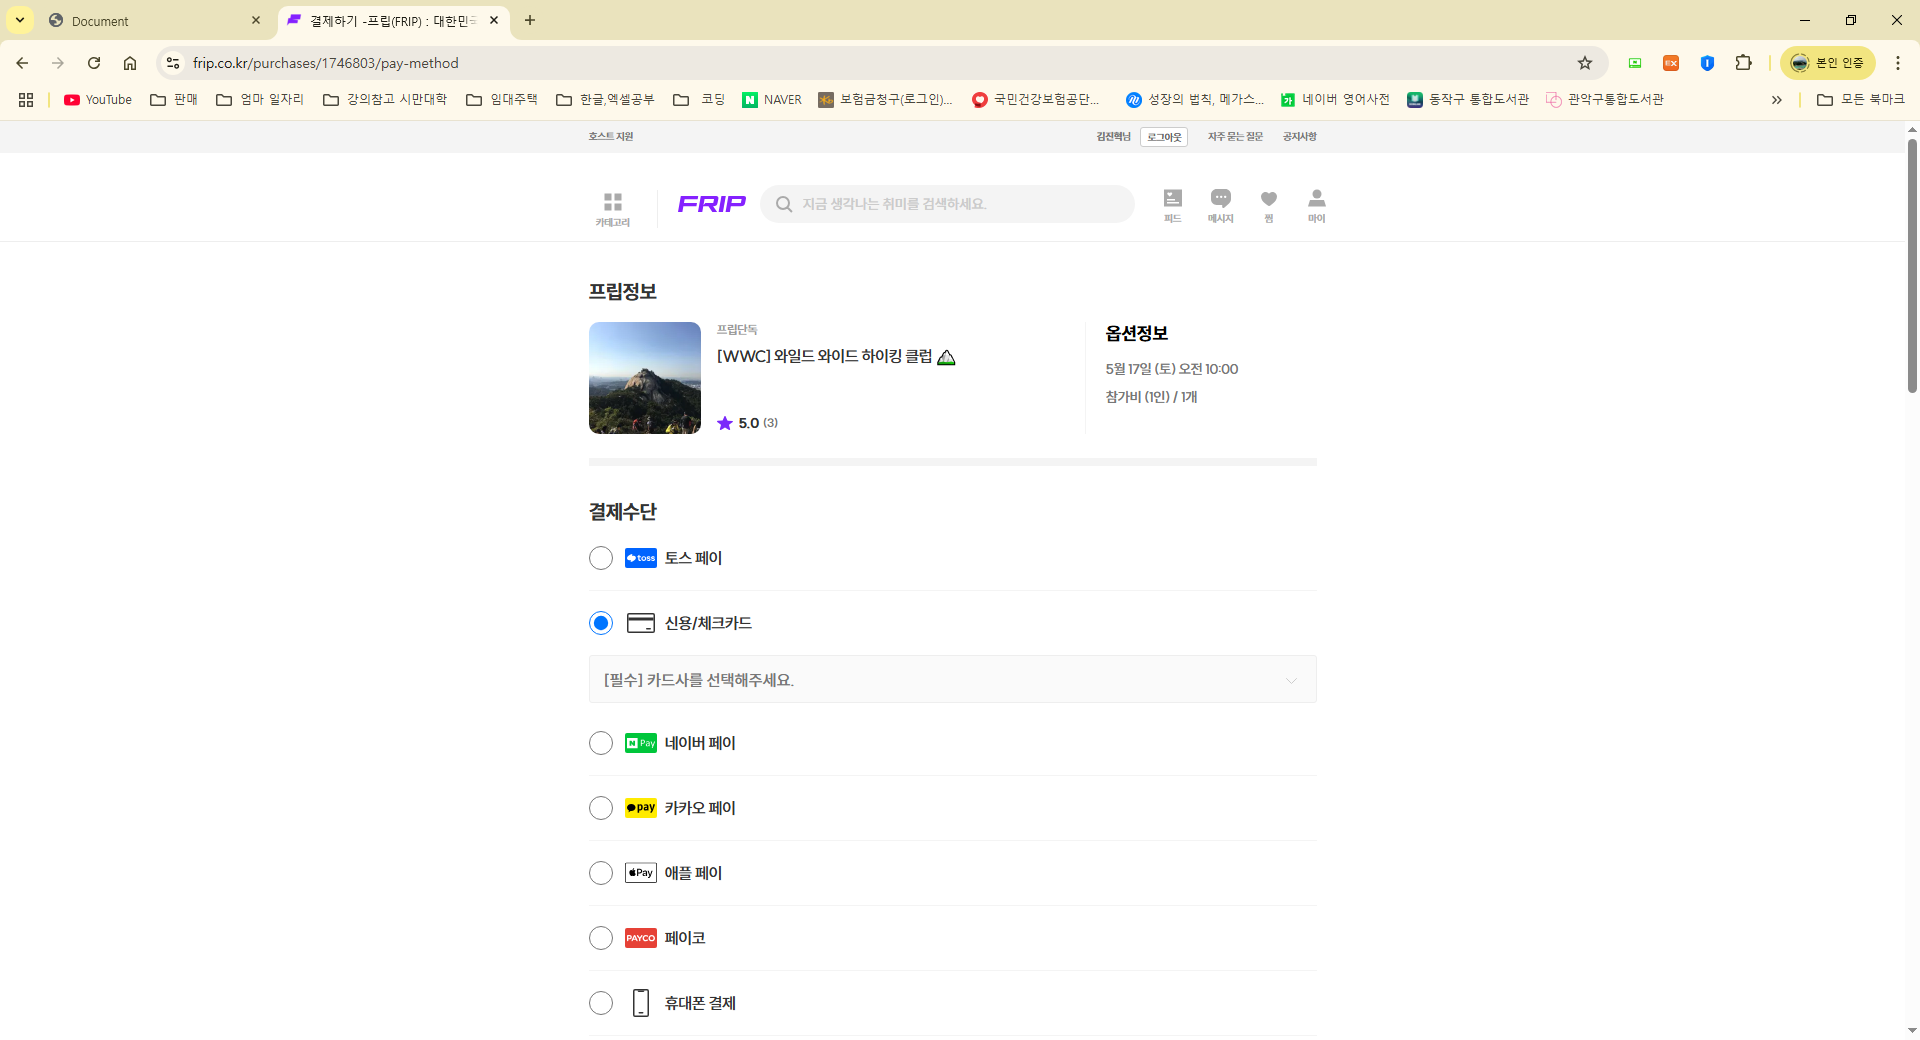 Document
결제하기 -프립(FRIP) : 대한민국
frip.co.kr/purchases/1746803/pay-method
본인 인증
YouTube
판매
엄마 일자리
강의참고 시만대학
임대주택
한글,엑셀공부
코딩
NAVER
보험금청구(로그인)...
국민건강보험공단...
성장의 법칙, 메가스...
네이버 영어사전
동작구 통합도서관
관악구통합도서관
모든 북마크
호스트 지원
김진혁님
로그아웃
자주 묻는 질문
공지사항
카테고리
FRIP
지금 생각나는 취미를 검색하세요.
피드
메시지
찜
마이
프립정보
프립단독
[WWC] 와일드 와이드 하이킹 클럽
5.0 (3)
옵션정보
5월 17일 (토) 오전 10:00
참가비 (1인) / 1개
결제수단
toss 토스 페이
신용/체크카드
[필수] 카드사를 선택해주세요.
N Pay 네이버 페이
pay 카카오 페이
Pay 애플 페이
PAYCO 페이코
휴대폰 결제